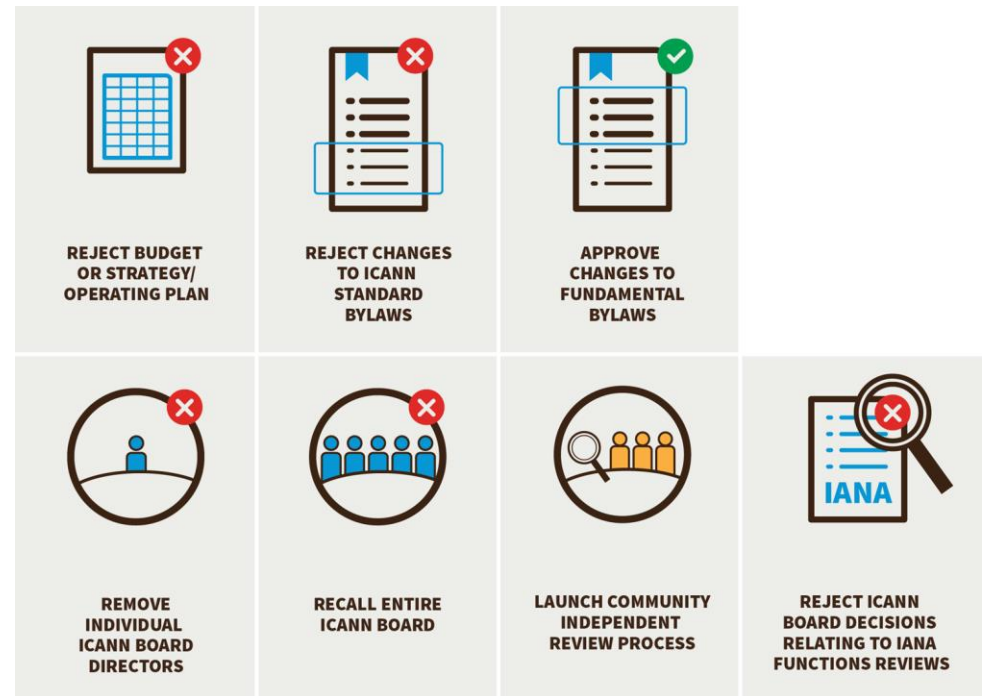 REJECT BUDGET
OR STRATEGY/
OPERATING PLAN
REJECT CHANGES
TO ICANN
STANDARD
BYLAWS
APPROVE
CHANGES TO
FUNDAMENTAL
BYLAWS
REMOVE
INDIVIDUAL
ICANN BOARD
DIRECTORS
RECALL ENTIRE
ICANN BOARD
LAUNCH COMMUNITY
INDEPENDENT
REVIEW PROCESS
IANA
REJECT ICANN
BOARD DECISIONS
RELATING TO IANA
FUNCTIONS REVIEWS